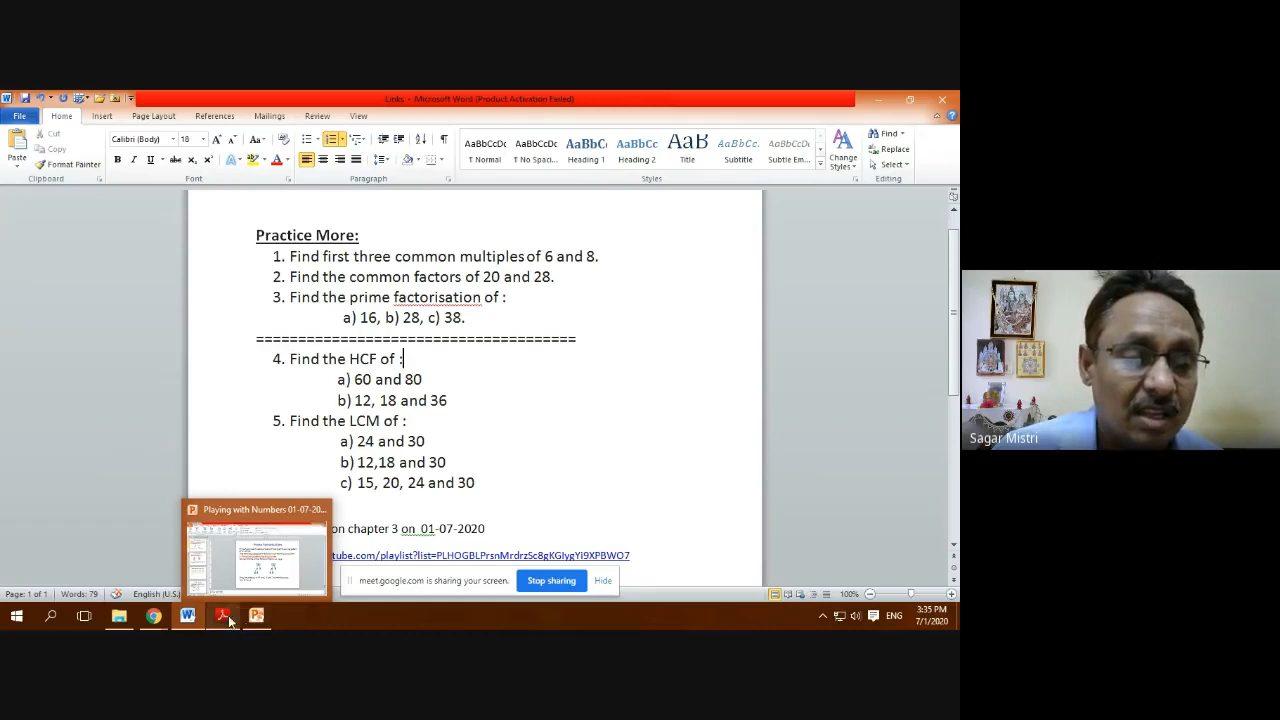 Links - Microsoft Word (Product Activation Failed)
File Home Insert Page Layout References Mailings Review View
Paste
Cut
Copy
Format Painter
Clipboard
Calibri (Body) 18
Font
Paragraph
AaBbCcDc AaBbCcDc AaBbC AaBbCc AaB AaBbCc. AaBbCcDc
¶ Normal ¶ No Spac... Heading 1 Heading 2 Title Subtitle Subtle Em...
Styles
Change Styles
Find
Replace
Select
Editing
Practice More:
1. Find first three common multiples of 6 and 8.
2. Find the common factors of 20 and 28.
3. Find the prime factorisation of :
a) 16, b) 28, c) 38.
======================================
4. Find the HCF of :
a) 60 and 80
b) 12, 18 and 36
5. Find the LCM of :
a) 24 and 30
b) 12,18 and 30
c) 15, 20, 24 and 30
Playing with Numbers 01-07-20...
on chapter 3 on 01-07-2020
tube.com/playlist?list=PLHOGBLPrsnMrdrzSc8gKGIygYI9XPBWO7
meet.google.com is sharing your screen. Stop sharing Hide
Page: 1 of 1 Words: 79 English (U.S.) 100%
ENG
3:35 PM
7/1/2020
Sagar Mistri